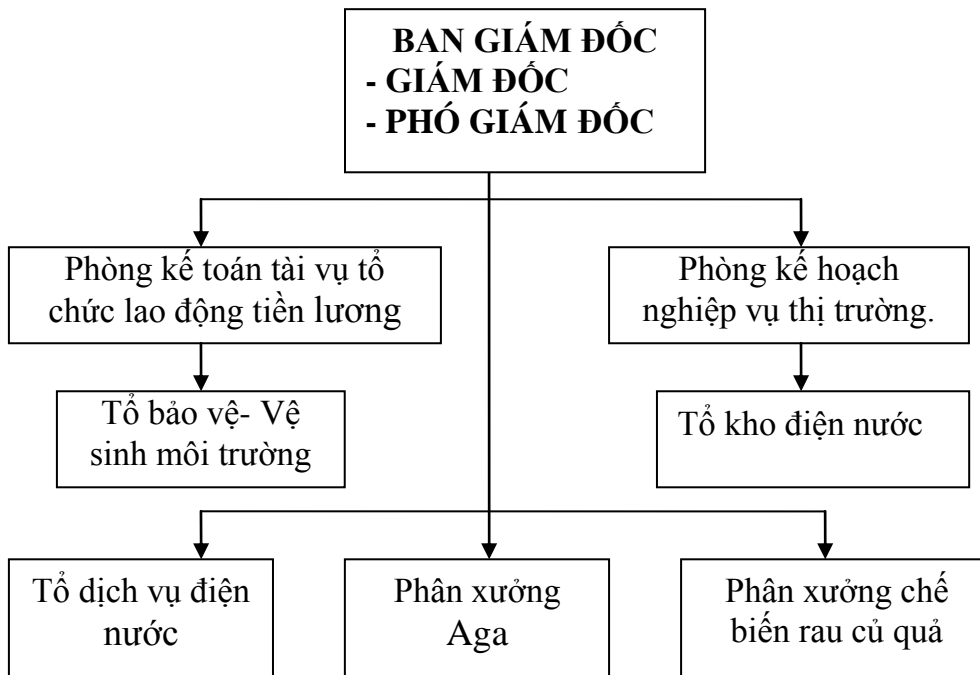 BAN GIÁM ĐỐC
- GIÁM ĐỐC
- PHÓ GIÁM ĐỐC
Phòng kế toán tài vụ tổ
chức lao động tiền lương
Phòng kế hoạch
nghiệp vụ thị trường.
Tổ bảo vệ- Vệ
sinh môi trường
Tổ kho điện nước
Tổ dịch vụ điện
nước
Phân xưởng
Aga
Phân xưởng chế
biến rau củ quả